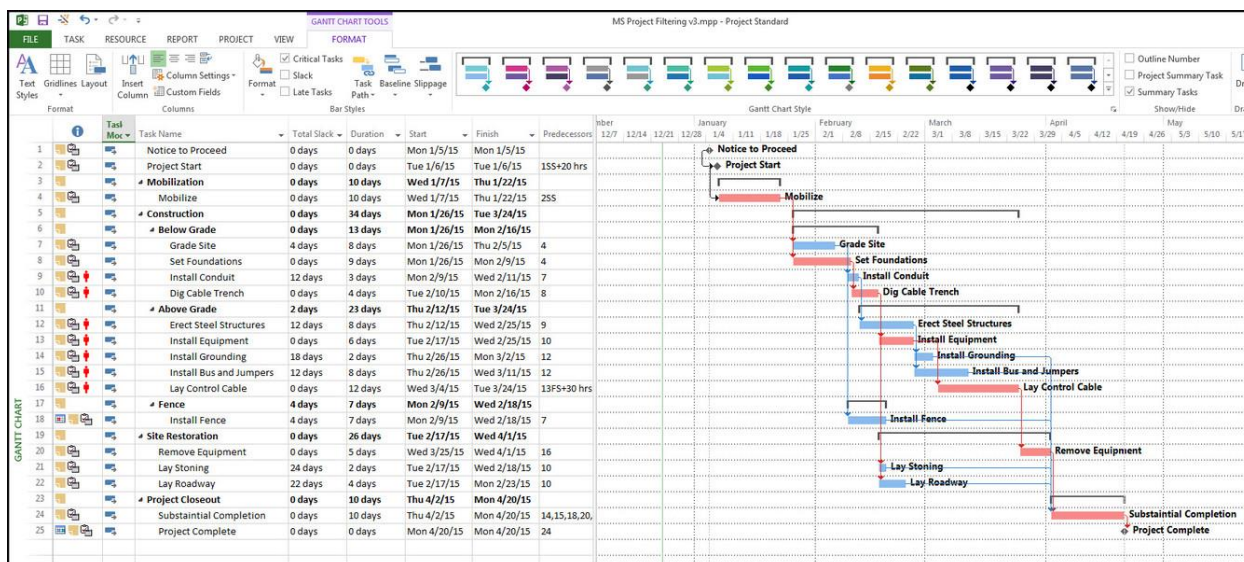 GANTT CHART TOOLS
MS Project Filtering v3.mpp - Project Standard
FILE TASK RESOURCE REPORT PROJECT VIEW FORMAT
Text Styles Gridlines Layout Insert Column Column Settings Custom Fields Format Critical Tasks Slack Late Tasks Task Path Baseline Slippage Outline Number Project Summary Task Summary Tasks
Format Columns Bar Styles Gantt Chart Style Show/Hide
Task Mod Task Name Total Slack Duration Start Finish Predecessors
mber January February March April May
12/7 12/14 12/21 12/28 1/4 1/11 1/18 1/25 2/1 2/8 2/15 2/22 3/1 3/8 3/15 3/22 3/29 4/5 4/12 4/19 4/26 5/3 5/10 5/17
1 Notice to Proceed 0 days 0 days Mon 1/5/15 Mon 1/5/15 Notice to Proceed
2 Project Start 0 days 0 days Tue 1/6/15 Tue 1/6/15 1SS+20 hrs Project Start
3 Mobilization 0 days 10 days Wed 1/7/15 Thu 1/22/15
4 Mobilize 0 days 10 days Wed 1/7/15 Thu 1/22/15 2SS Mobilize
5 Construction 0 days 34 days Mon 1/26/15 Tue 3/24/15
6 Below Grade 0 days 13 days Mon 1/26/15 Mon 2/16/15
7 Grade Site 4 days 8 days Mon 1/26/15 Thu 2/5/15 4 Grade Site
8 Set Foundations 0 days 9 days Mon 1/26/15 Mon 2/9/15 4 Set Foundations
9 Install Conduit 12 days 3 days Mon 2/9/15 Wed 2/11/15 7 Install Conduit
10 Dig Cable Trench 0 days 4 days Tue 2/10/15 Mon 2/16/15 8 Dig Cable Trench
11 Above Grade 2 days 23 days Thu 2/12/15 Tue 3/24/15
12 Erect Steel Structures 12 days 8 days Thu 2/12/15 Wed 2/25/15 9 Erect Steel Structures
13 Install Equipment 0 days 6 days Tue 2/17/15 Wed 2/25/15 10 Install Equipment
14 Install Grounding 18 days 2 days Thu 2/26/15 Mon 3/2/15 12 Install Grounding
15 Install Bus and Jumpers 12 days 8 days Thu 2/26/15 Wed 3/11/15 12 Install Bus and Jumpers
16 Lay Control Cable 0 days 12 days Wed 3/4/15 Tue 3/24/15 13FS+30 hrs Lay Control Cable
17 Fence 4 days 7 days Mon 2/9/15 Wed 2/18/15
18 Install Fence 4 days 7 days Mon 2/9/15 Wed 2/18/15 7 Install Fence
19 Site Restoration 0 days 26 days Tue 2/17/15 Wed 4/1/15
20 Remove Equipment 0 days 5 days Wed 3/25/15 Wed 4/1/15 16 Remove Equipment
21 Lay Stoning 24 days 2 days Tue 2/17/15 Wed 2/18/15 10 Lay Stoning
22 Lay Roadway 22 days 4 days Tue 2/17/15 Mon 2/23/15 10 Lay Roadway
23 Project Closeout 0 days 10 days Thu 4/2/15 Mon 4/20/15
24 Substaintial Completion 0 days 10 days Thu 4/2/15 Mon 4/20/15 14,15,18,20, Substaintial Completion
25 Project Complete 0 days 0 days Mon 4/20/15 Mon 4/20/15 24 Project Complete
GANTT CHART